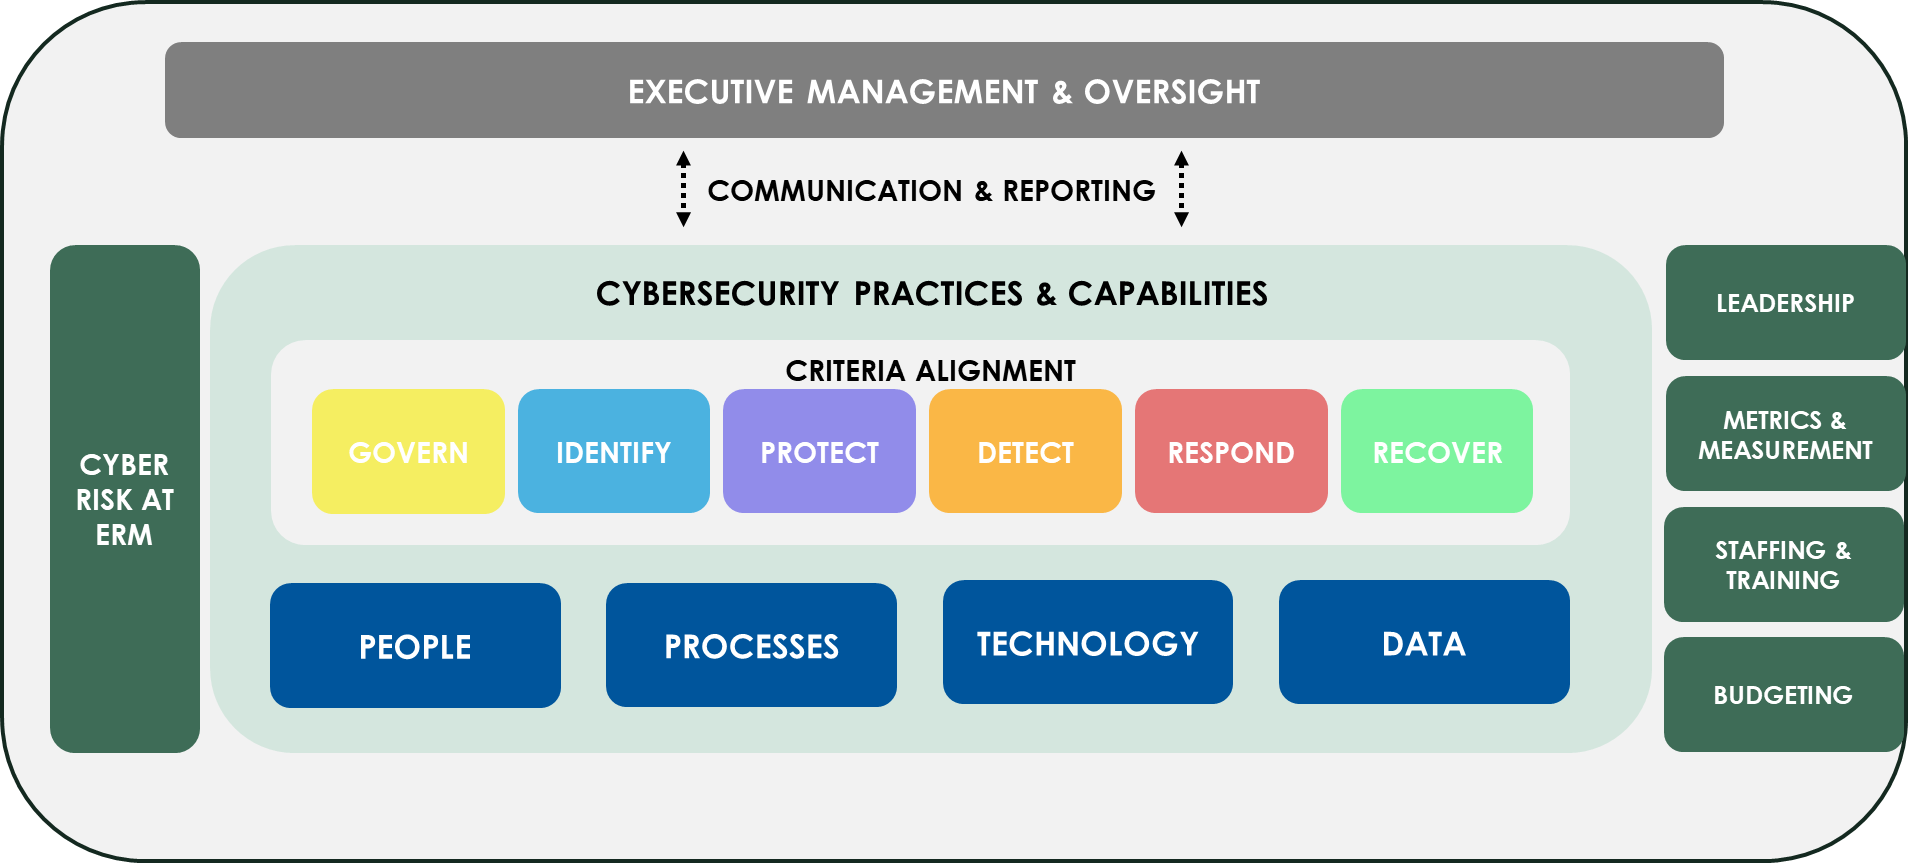 EXECUTIVE MANAGEMENT & OVERSIGHT
COMMUNICATION & REPORTING
CYBER
RISK AT
ERM
CYBERSECURITY PRACTICES & CAPABILITIES
CRITERIA ALIGNMENT
GOVERN
IDENTIFY
PROTECT
DETECT
RESPOND
RECOVER
PEOPLE
PROCESSES
TECHNOLOGY
DATA
LEADERSHIP
METRICS &
MEASUREMENT
STAFFING &
TRAINING
BUDGETING